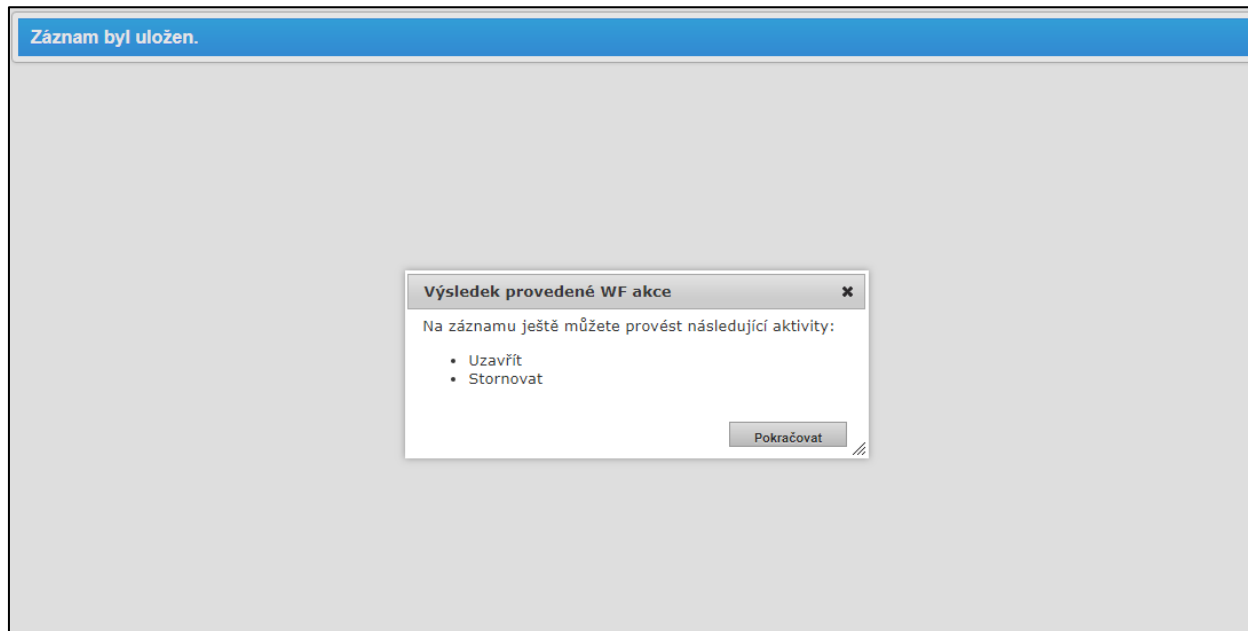 Záznam byl uložen.
Výsledek provedené WF akce
Na záznamu ještě můžete provést následující aktivity:
• Uzavřít
• Stornovat
Pokračovat